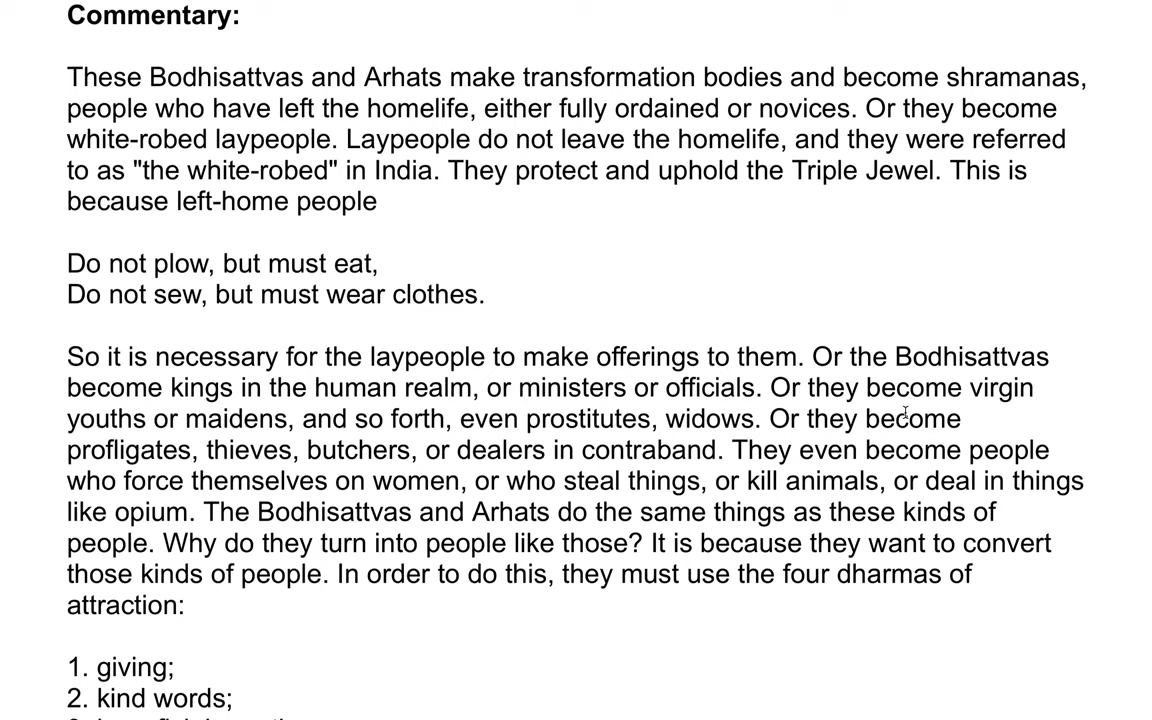 Commentary:
These Bodhisattvas and Arhats make transformation bodies and become shramanas,
people who have left the homelife, either fully ordained or novices. Or they become
white-robed laypeople. Laypeople do not leave the homelife, and they were referred
to as "the white-robed" in India. They protect and uphold the Triple Jewel. This is
because left-home people
Do not plow, but must eat,
Do not sew, but must wear clothes.
So it is necessary for the laypeople to make offerings to them. Or the Bodhisattvas
become kings in the human realm, or ministers or officials. Or they become virgin
youths or maidens, and so forth, even prostitutes, widows. Or they become
profligates, thieves, butchers, or dealers in contraband. They even become people
who force themselves on women, or who steal things, or kill animals, or deal in things
like opium. The Bodhisattvas and Arhats do the same things as these kinds of
people. Why do they turn into people like those? It is because they want to convert
those kinds of people. In order to do this, they must use the four dharmas of
attraction:
1. giving;
2. kind words;